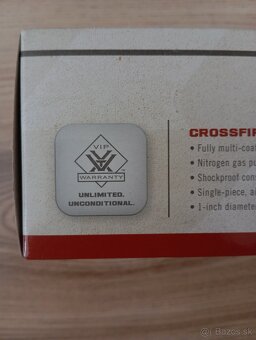 VIP
WARRANTY
UNLIMITED.
UNCONDITIONAL.
CROSSFIR
• Fully multi-coat
• Nitrogen gas pu
• Shockproof cons
• Single-piece, a
• 1-inch diamete
Bazos.sk